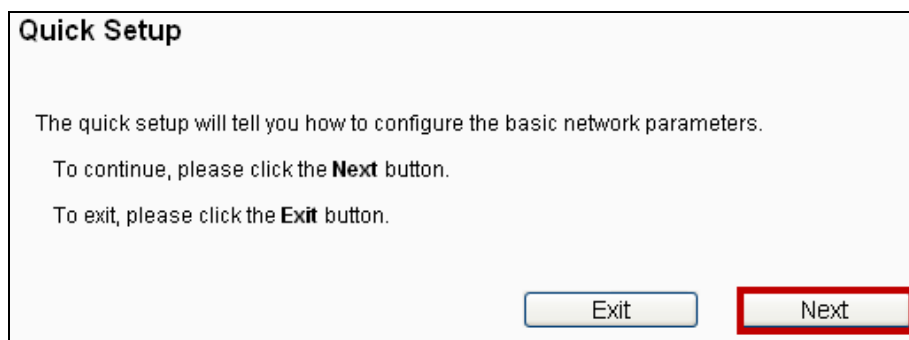 Quick Setup
The quick setup will tell you how to configure the basic network parameters.
To continue, please click the Next button.
To exit, please click the Exit button.
Exit Next